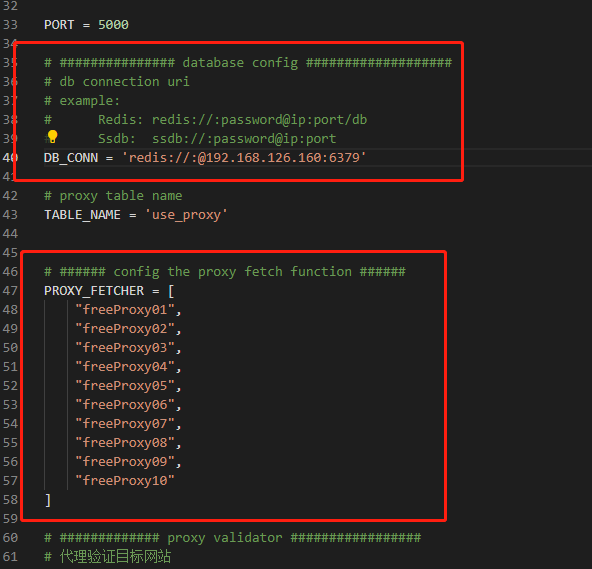 32
33 PORT = 5000
34
35 # ############### database config ###################
36 # db connection uri
37 # example:
38 #      Redis: redis://:password@ip:port/db
39 #      Ssdb:  ssdb://:password@ip:port
40 DB_CONN = 'redis://:@192.168.126.160:6379'
41
42 # proxy table name
43 TABLE_NAME = 'use_proxy'
44
45
46 # ###### config the proxy fetch function ######
47 PROXY_FETCHER = [
48     "freeProxy01",
49     "freeProxy02",
50     "freeProxy03",
51     "freeProxy04",
52     "freeProxy05",
53     "freeProxy06",
54     "freeProxy07",
55     "freeProxy08",
56     "freeProxy09",
57     "freeProxy10"
58 ]
59
60 # ############# proxy validator #################
61 # 代理验证目标网站